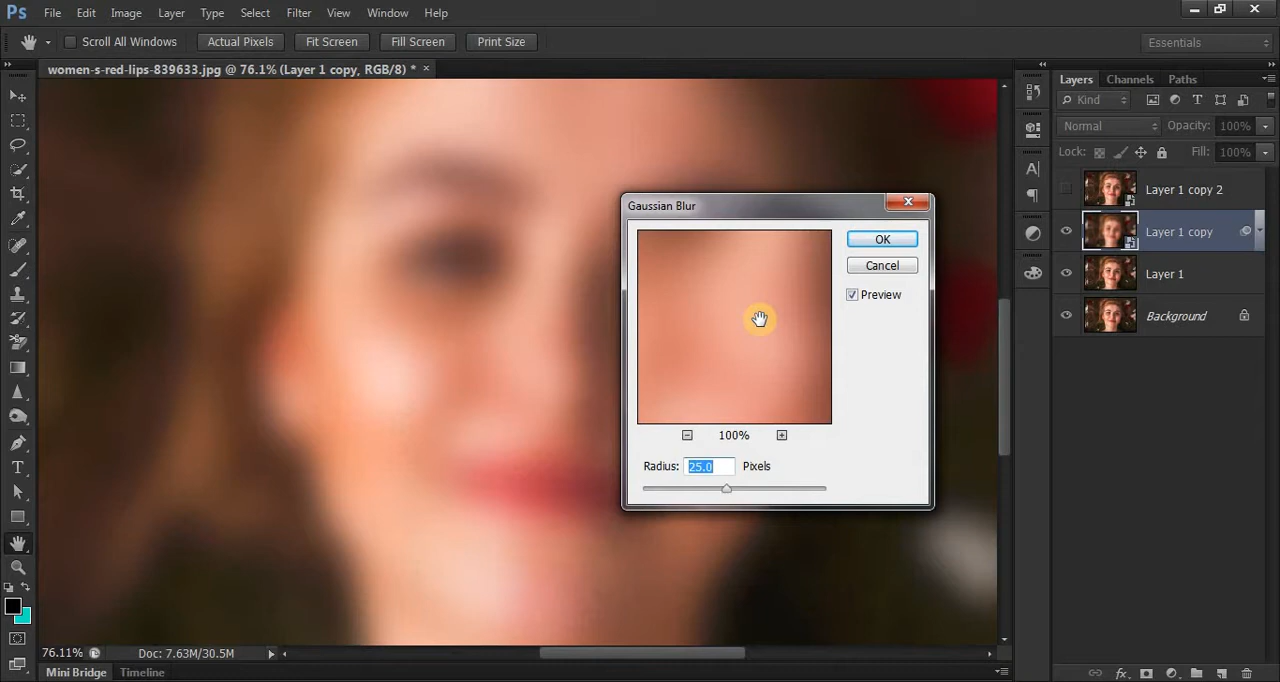 Ps File Edit Image Layer Type Select Filter View Window Help
Scroll All Windows Actual Pixels Fit Screen Fill Screen Print Size Essentials
women-s-red-lips-839633.jpg @ 76.1% (Layer 1 copy, RGB/8) * ×
Layers Channels Paths
Kind
Normal Opacity: 100%
Lock: Fill: 100%
Layer 1 copy 2
Layer 1 copy
Layer 1
Background
Gaussian Blur
OK
Cancel
Preview
100%
Radius: 25.0 Pixels
76.11% Doc: 7.63M/30.5M
Mini Bridge Timeline